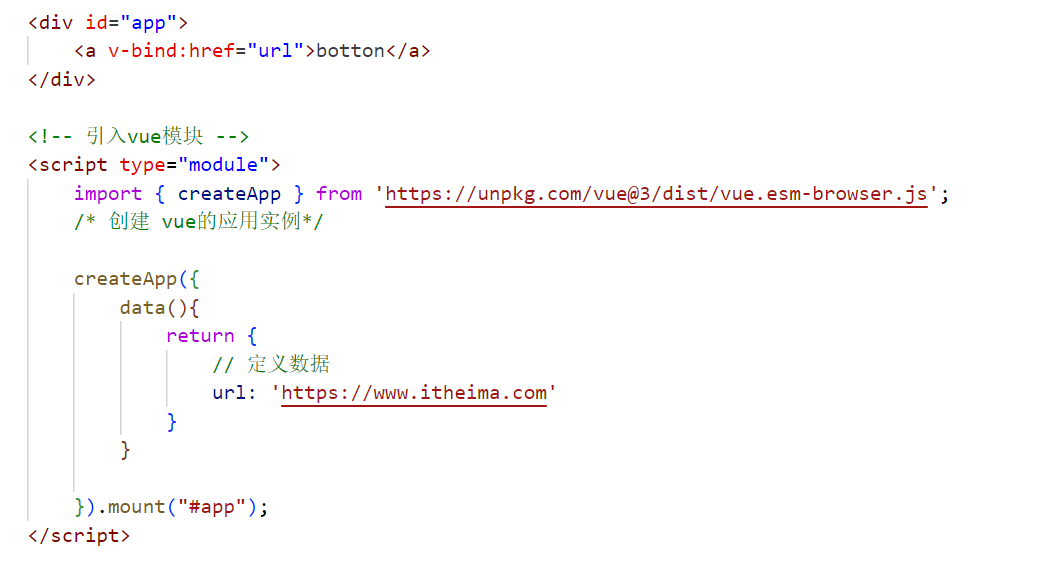 <div id="app">
    <a v-bind:href="url">botton</a>
</div>
<!-- 引入vue模块 -->
<script type="module">
    import { createApp } from 'https://unpkg.com/vue@3/dist/vue.esm-browser.js';
    /* 创建 vue的应用实例*/
    createApp({
        data(){
            return {
                // 定义数据
                url: 'https://www.itheima.com'
            }
        }
    }).mount("#app");
</script>